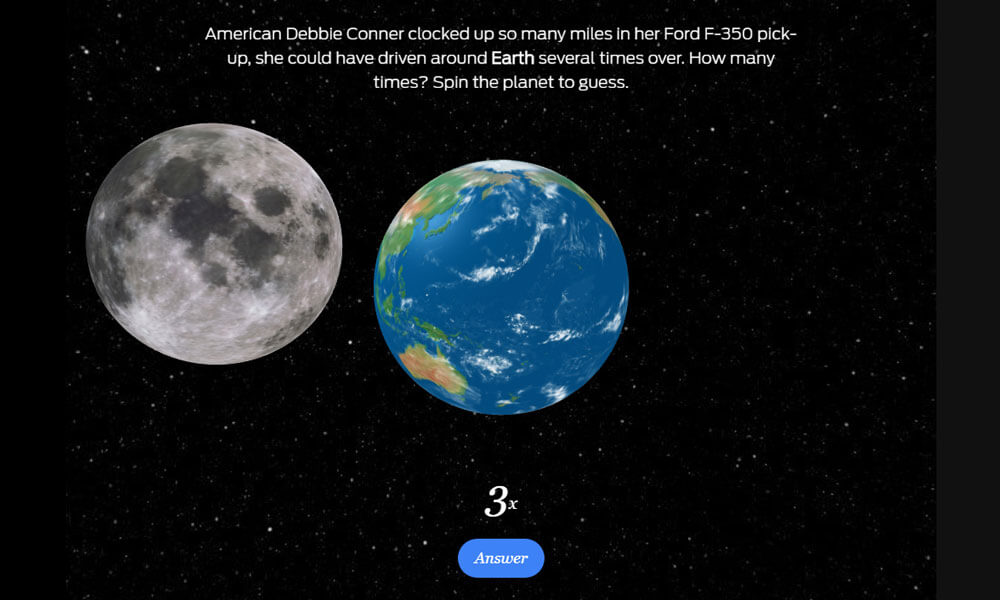 American Debbie Conner clocked up so many miles in her Ford F-350 pick-
up, she could have driven around Earth several times over. How many
times? Spin the planet to guess.
3x
Answer